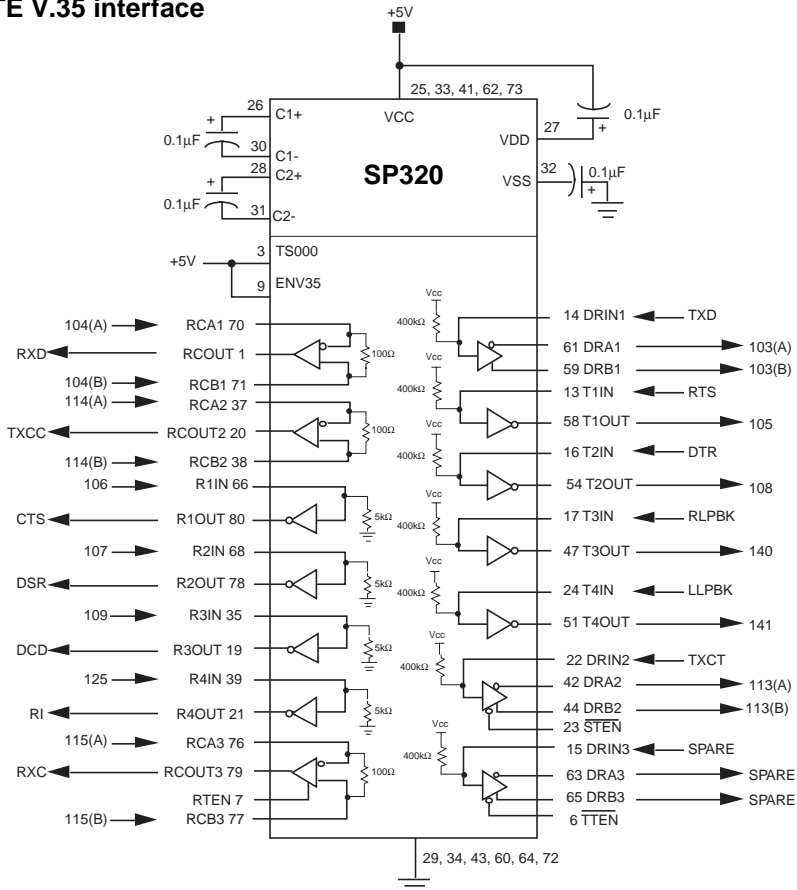 TE V.35 interface
+5V
25, 33, 41, 62, 73
26
C1+
VCC
+
0.1µF
30
C1-
28
C2+
+
0.1µF
31
C2-
SP320
VDD
27
+
0.1µF
VSS
32
0.1µF
+
+5V
3
TS000
9
ENV35
104(A)
RCA1 70
RXD
RCOUT 1
100Ω
104(B)
RCB1 71
114(A)
RCA2 37
TXCC
RCOUT2 20
100Ω
114(B)
RCB2 38
106
R1IN 66
CTS
R1OUT 80
5kΩ
107
R2IN 68
DSR
R2OUT 78
5kΩ
109
R3IN 35
DCD
R3OUT 19
5kΩ
125
R4IN 39
RI
R4OUT 21
5kΩ
115(A)
RCA3 76
RXC
RCOUT3 79
100Ω
RTEN 7
115(B)
RCB3 77
Vcc
400kΩ
14 DRIN1
TXD
61 DRA1
103(A)
59 DRB1
103(B)
Vcc
400kΩ
13 T1IN
RTS
58 T1OUT
105
Vcc
400kΩ
16 T2IN
DTR
54 T2OUT
108
Vcc
400kΩ
17 T3IN
RLPBK
47 T3OUT
140
Vcc
400kΩ
24 T4IN
LLPBK
51 T4OUT
141
Vcc
400kΩ
22 DRIN2
TXCT
42 DRA2
113(A)
44 DRB2
113(B)
23 STEN
Vcc
400kΩ
15 DRIN3
SPARE
63 DRA3
SPARE
65 DRB3
SPARE
6 TTEN
29, 34, 43, 60, 64, 72